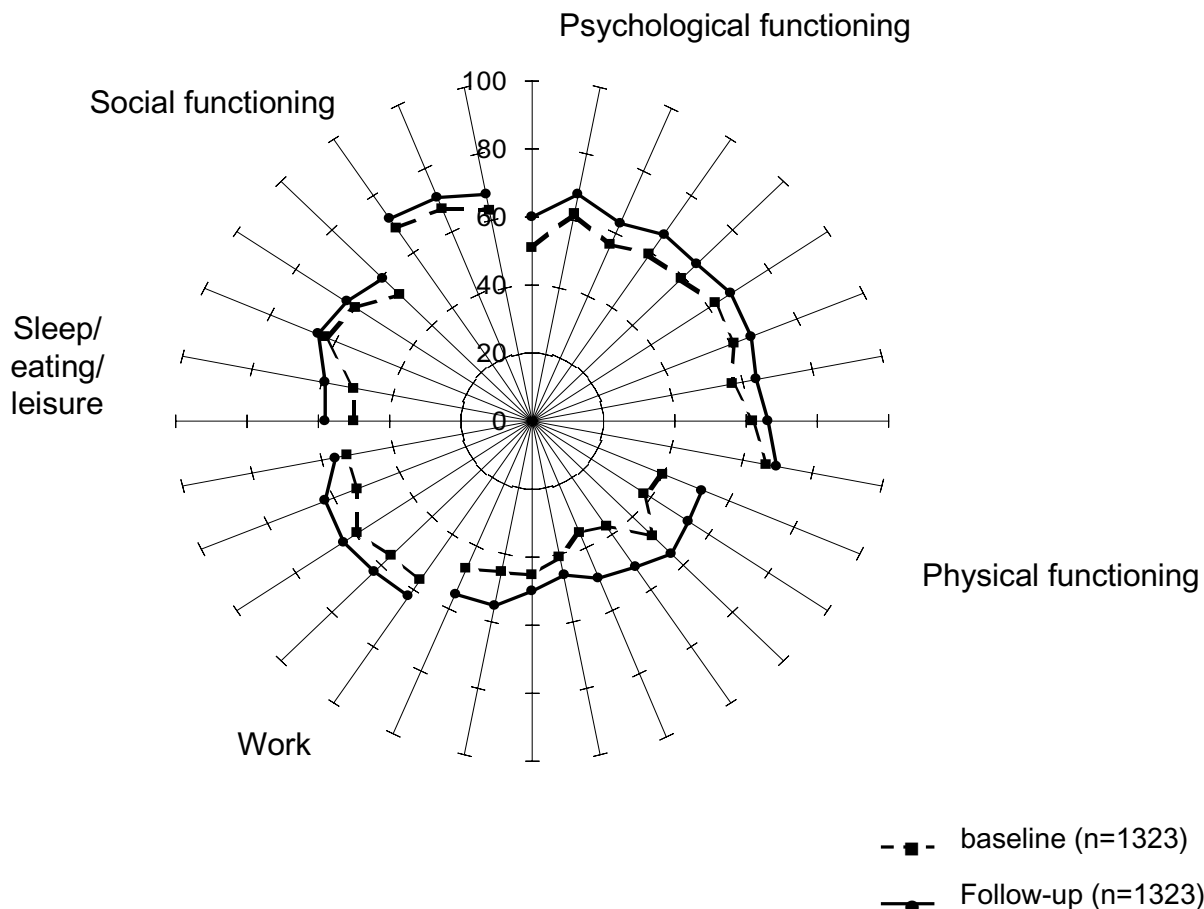 Psychological functioning
Social functioning
100
80
60
40
20
0
Sleep/
eating/
leisure
Physical functioning
Work
baseline (n=1323)
Follow-up (n=1323)